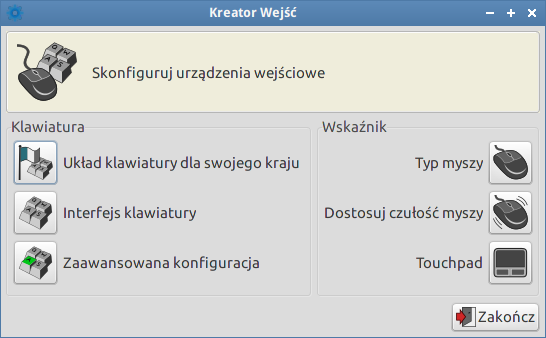 Kreator Wejść
Skonfiguruj urządzenia wejściowe
Klawiatura
Układ klawiatury dla swojego kraju
Interfejs klawiatury
Zaawansowana konfiguracja
Wskaźnik
Typ myszy
Dostosuj czułość myszy
Touchpad
Zakończ